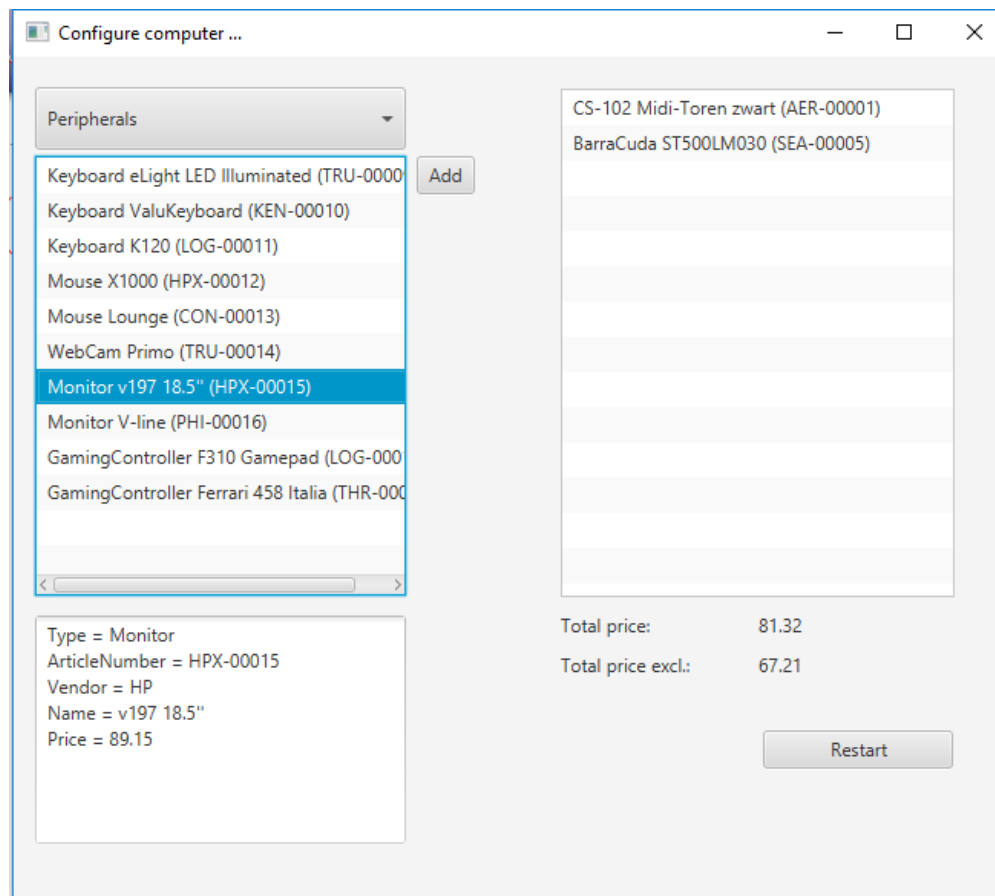 Configure computer ...
Peripherals
Keyboard eLight LED Illuminated (TRU-0000
Keyboard ValuKeyboard (KEN-00010)
Keyboard K120 (LOG-00011)
Mouse X1000 (HPX-00012)
Mouse Lounge (CON-00013)
WebCam Primo (TRU-00014)
Monitor v197 18.5" (HPX-00015)
Monitor V-line (PHI-00016)
GamingController F310 Gamepad (LOG-000
GamingController Ferrari 458 Italia (THR-000
Add
Type = Monitor
ArticleNumber = HPX-00015
Vendor = HP
Name = v197 18.5"
Price = 89.15
CS-102 Midi-Toren zwart (AER-00001)
BarraCuda ST500LM030 (SEA-00005)
Total price: 81.32
Total price excl.: 67.21
Restart